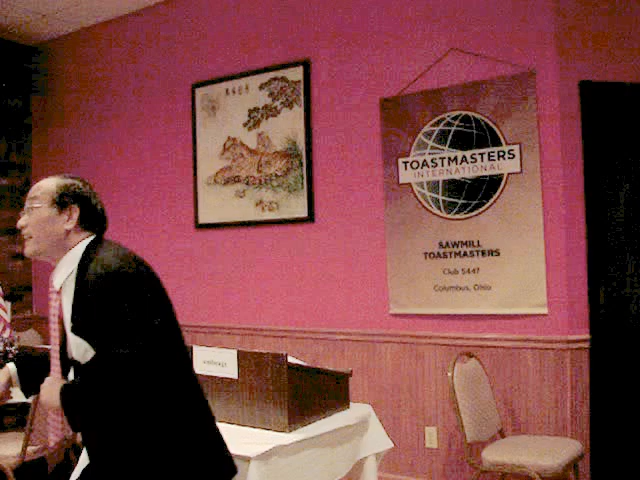 TOASTMASTERS
INTERNATIONAL
SAWMILL
TOASTMASTERS
Club 5447
Columbus, Ohio